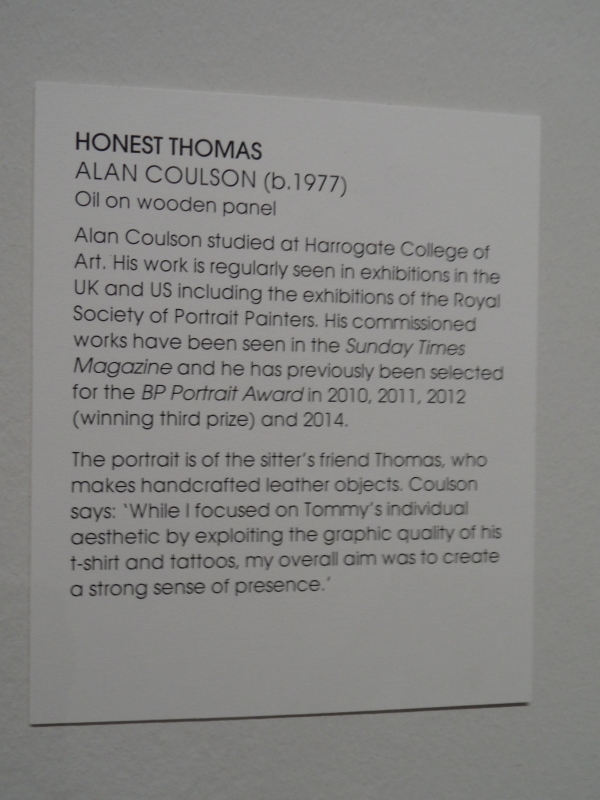 HONEST THOMAS
ALAN COULSON (b.1977)
Oil on wooden panel
Alan Coulson studied at Harrogate College of
Art. His work is regularly seen in exhibitions in the
UK and US including the exhibitions of the Royal
Society of Portrait Painters. His commissioned
works have been seen in the Sunday Times
Magazine and he has previously been selected
for the BP Portrait Award in 2010, 2011, 2012
(winning third prize) and 2014.
The portrait is of the sitter's friend Thomas, who
makes handcrafted leather objects. Coulson
says: 'While I focused on Tommy's individual
aesthetic by exploiting the graphic quality of his
t-shirt and tattoos, my overall aim was to create
a strong sense of presence.'